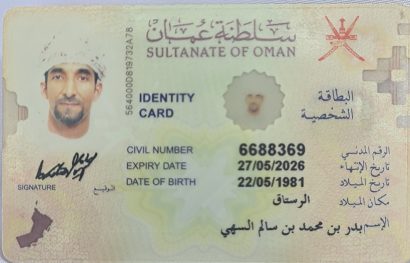 سلطنة عمان
SULTANATE OF OMAN
IDENTITY CARD
البطاقة الشخصية
564000D819732A78
CIVIL NUMBER 6688369 الرقم المدني
EXPIRY DATE 27/05/2026 تاريخ الإنتهاء
DATE OF BIRTH 22/05/1981 تاريخ الميلاد
الرستاق مكان الميلاد
SIGNATURE التوقيع
الإسم بدر بن محمد بن سالم السهي